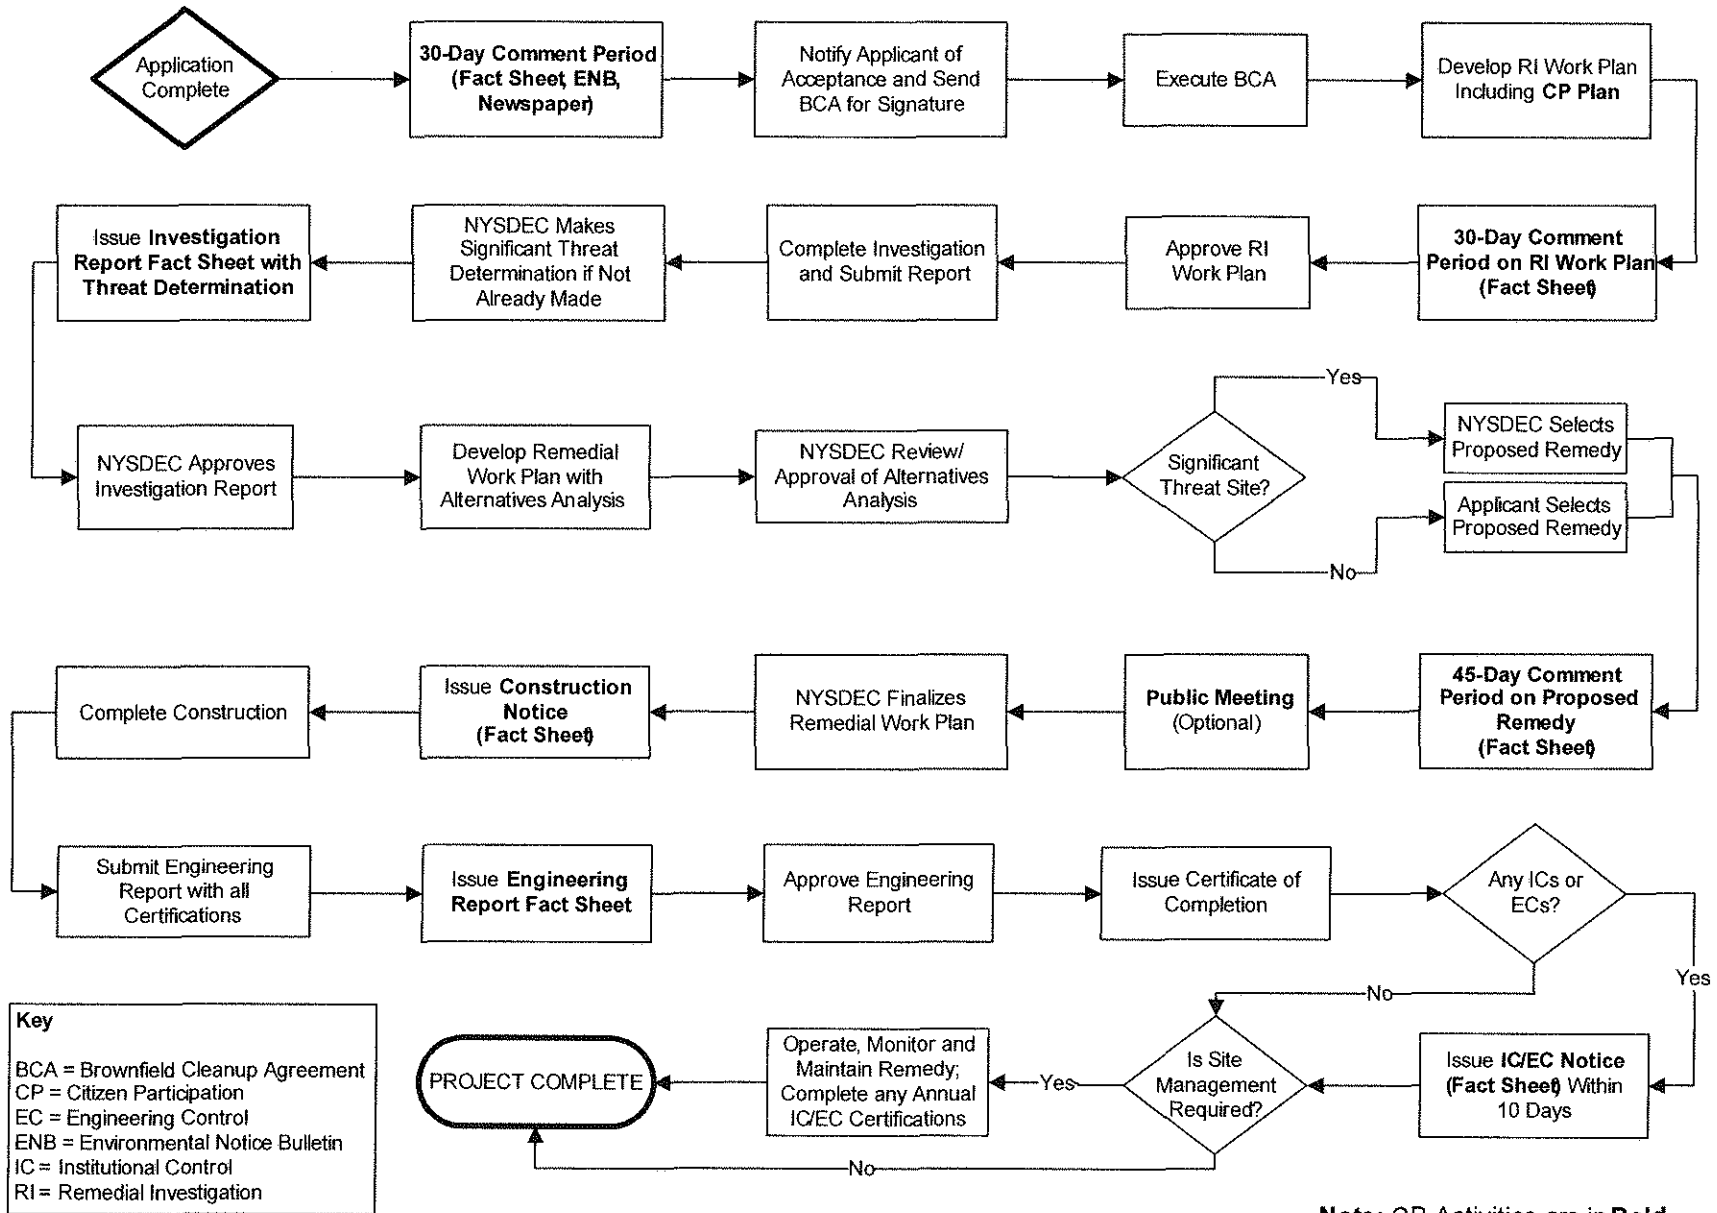 Application
Complete
30-Day Comment Period
(Fact Sheet, ENB,
Newspaper)
Notify Applicant of
Acceptance and Send
BCA for Signature
Execute BCA
Develop RI Work Plan
Including CP Plan
30-Day Comment
Period on RI Work Plan
(Fact Sheet)
Approve RI
Work Plan
Complete Investigation
and Submit Report
NYSDEC Makes
Significant Threat
Determination if Not
Already Made
Issue Investigation
Report Fact Sheet with
Threat Determination
NYSDEC Approves
Investigation Report
Develop Remedial
Work Plan with
Alternatives Analysis
NYSDEC Review/
Approval of Alternatives
Analysis
Significant
Threat Site?
Yes
NYSDEC Selects
Proposed Remedy
No
Applicant Selects
Proposed Remedy
45-Day Comment
Period on Proposed
Remedy
(Fact Sheet)
Public Meeting
(Optional)
NYSDEC Finalizes
Remedial Work Plan
Issue Construction
Notice
(Fact Sheet)
Complete Construction
Submit Engineering
Report with all
Certifications
Issue Engineering
Report Fact Sheet
Approve Engineering
Report
Issue Certificate of
Completion
Any ICs or
ECs?
Yes
No
Issue IC/EC Notice
(Fact Sheet) Within
10 Days
Is Site
Management
Required?
Yes
Operate, Monitor and
Maintain Remedy;
Complete any Annual
IC/EC Certifications
No
PROJECT COMPLETE
Key
BCA = Brownfield Cleanup Agreement
CP = Citizen Participation
EC = Engineering Control
ENB = Environmental Notice Bulletin
IC = Institutional Control
RI = Remedial Investigation
Note: CP Activities are in Bold